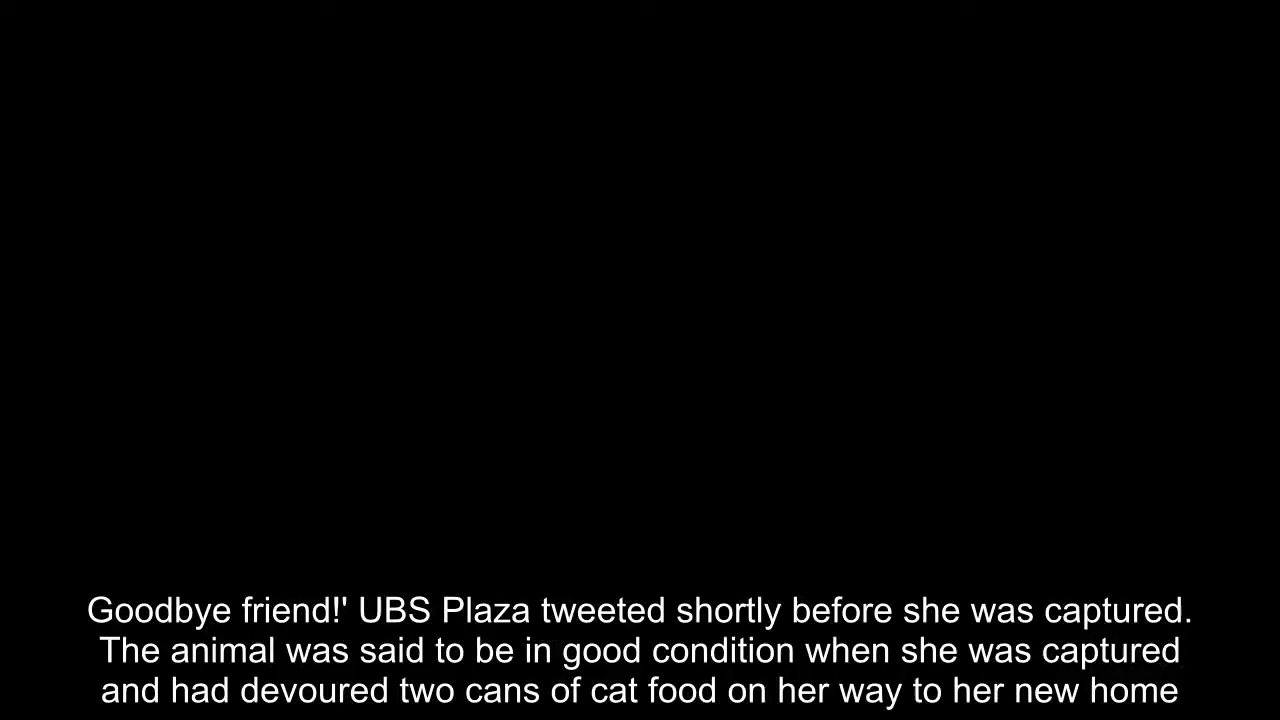 Goodbye friend!' UBS Plaza tweeted shortly before she was captured.
The animal was said to be in good condition when she was captured
and had devoured two cans of cat food on her way to her new home